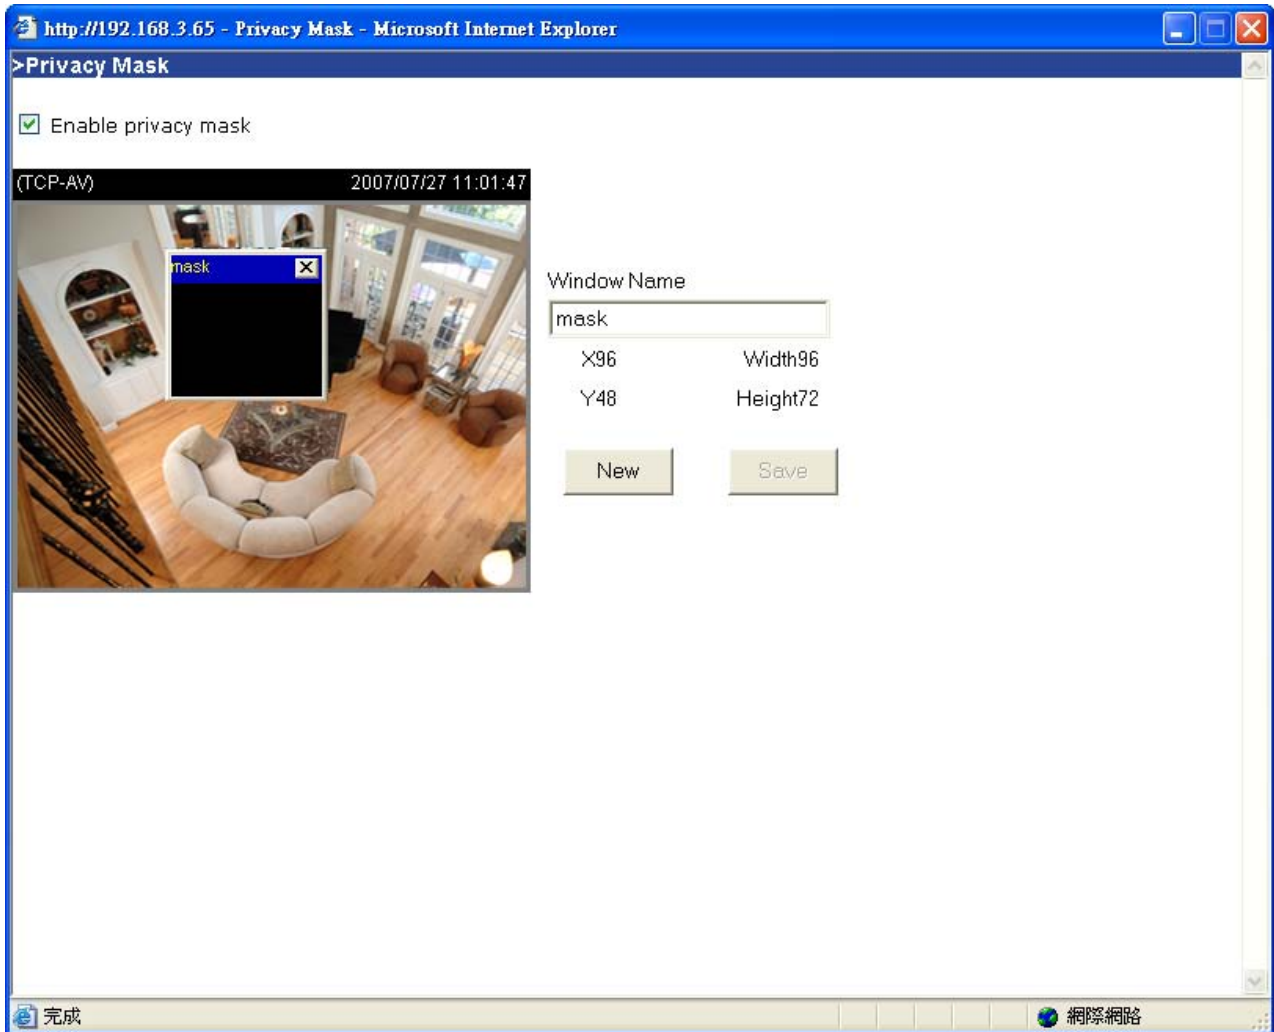 http://192.168.3.65 - Privacy Mask - Microsoft Internet Explorer
>Privacy Mask
Enable privacy mask
(TCP-AV) 2007/07/27 11:01:47
mask
Window Name
mask
X96 Width96
Y48 Height72
New Save
完成 網際網路